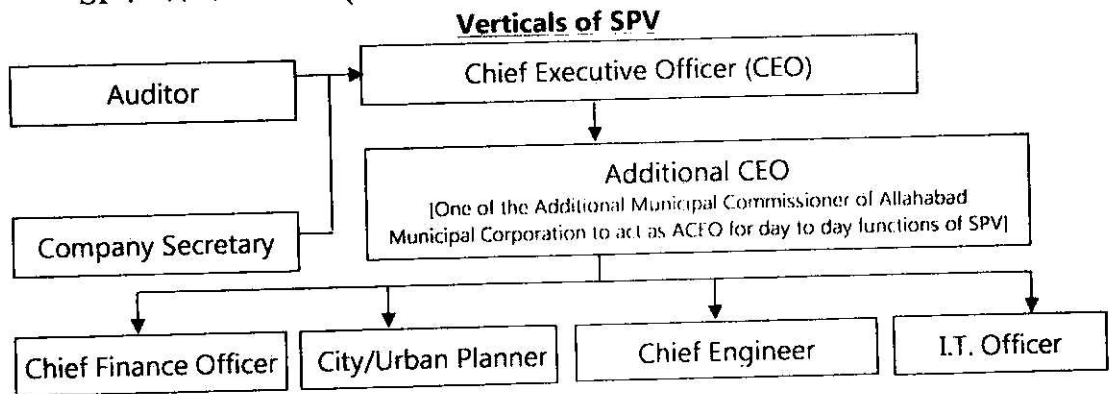 Verticals of SPV
Auditor
Chief Executive Officer (CEO)
Additional CEO
[One of the Additional Municipal Commissioner of Allahabad
Municipal Corporation to act as ACEO for day to day functions of SPV]
Company Secretary
Chief Finance Officer
City/Urban Planner
Chief Engineer
I.T. Officer